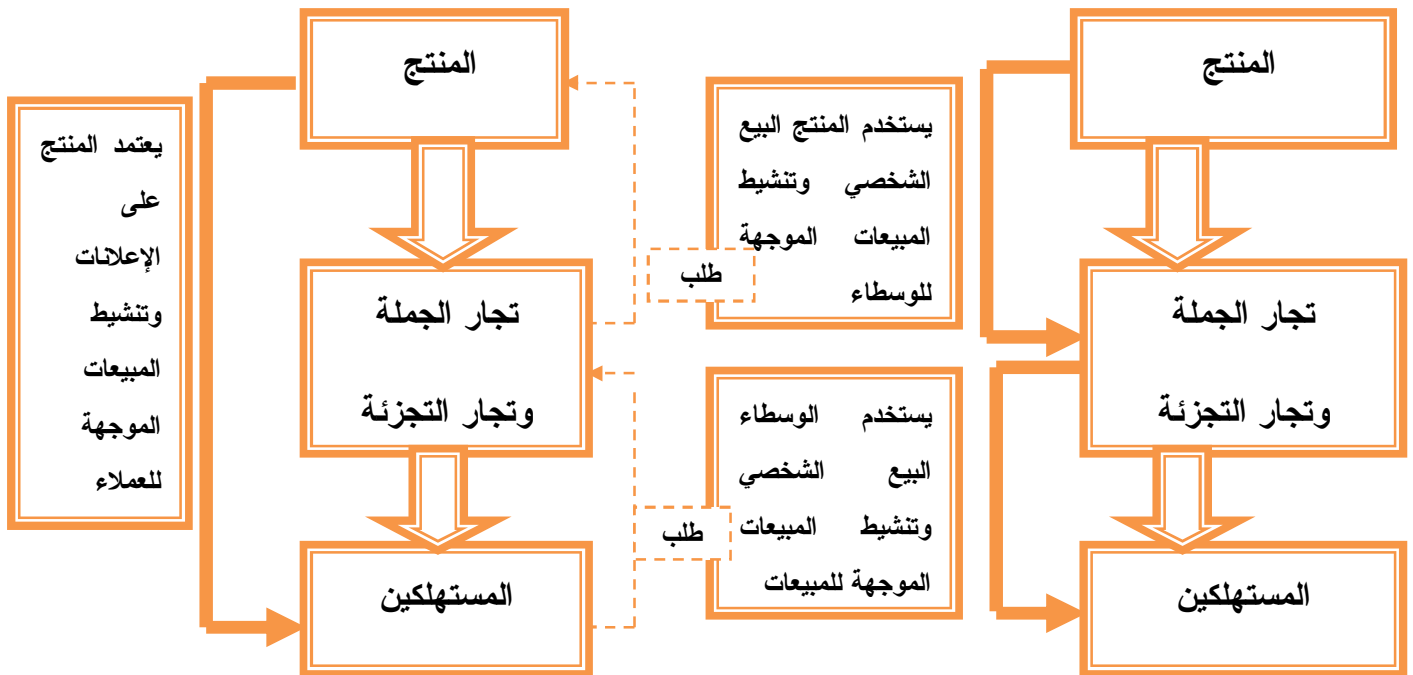 المنتج
يستخدم المنتج البيع
الشخصي وتنشيط
المبيعات الموجهة
للوسطاء
تجار الجملة
وتجار التجزئة
يستخدم الوسطاء
البيع الشخصي
وتنشيط المبيعات
الموجهة للمبيعات
المستهلكين
المنتج
طلب
تجار الجملة
وتجار التجزئة
طلب
المستهلكين
يعتمد المنتج
على
الإعلانات
وتنشيط
المبيعات
الموجهة
للعملاء